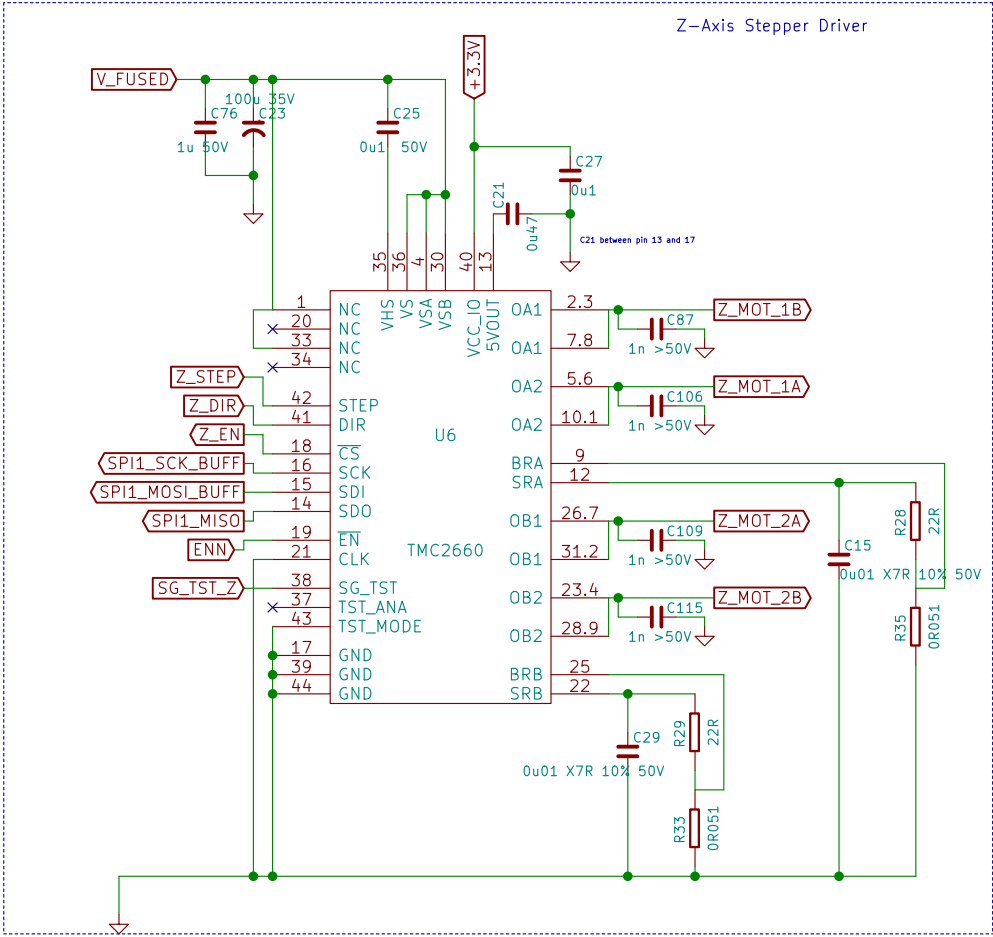 Z-Axis Stepper Driver
+3.3V
V_FUSED
100u 35V
C76
C23
1u 50V
C25
0u1 50V
C27
0u1
C21
0u47
C21 between pin 13 and 17
35
36
4
30
40
13
VHS
VS
VSA
VSB
VCC_IO
5VOUT
1 NC
20 NC
33 NC
34 NC
Z_STEP 42 STEP
Z_DIR 41 DIR
Z_EN 18 CS
SPI1_SCK_BUFF 16 SCK
SPI1_MOSI_BUFF 15 SDI
SPI1_MISO 14 SDO
ENN 19 EN
21 CLK
SG_TST_Z 38 SG_TST
37 TST_ANA
43 TST_MODE
17 GND
39 GND
44 GND
U6
TMC2660
OA1 2.3 Z_MOT_1B
C87
1n >50V
OA1 7.8
OA2 5.6 Z_MOT_1A
C106
1n >50V
OA2 10.1
BRA 9
SRA 12
OB1 26.7 Z_MOT_2A
C109
1n >50V
OB1 31.2
OB2 23.4 Z_MOT_2B
C115
1n >50V
OB2 28.9
BRB 25
SRB 22
R28
22R
C15
0u01 X7R 10% 50V
R35
0R051
R29
22R
C29
0u01 X7R 10% 50V
R33
0R051